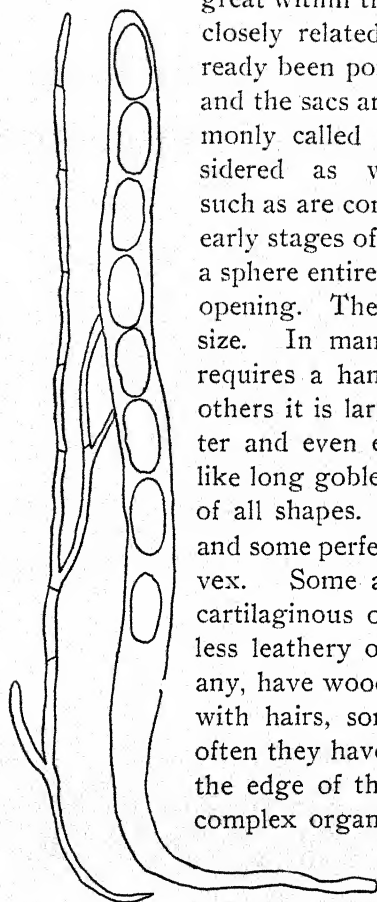 great within th
closely related
ready been po
and the sacs ar
monly called
sidered as w
such as are con
early stages of
a sphere entire
opening. The
size. In man
requires a han
others it is lar
ter and even e
like long goble
of all shapes.
and some perfe
vex. Some a
cartilaginous o
less leathery o
any, have wood
with hairs, sor
often they have
the edge of th
complex organ